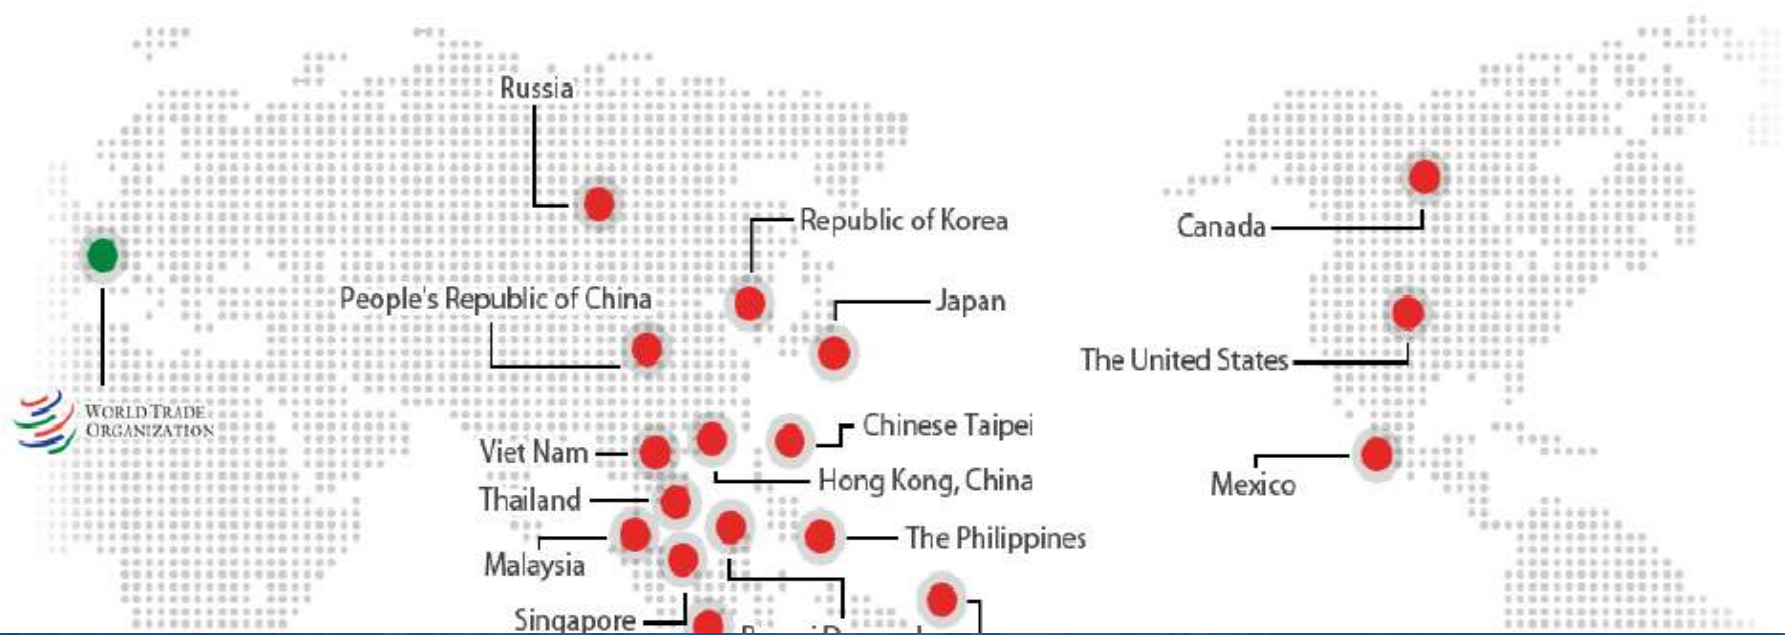 Russia
Republic of Korea
Canada
People's Republic of China
Japan
The United States
WORLD TRADE
ORGANIZATION
Chinese Taipei
Viet Nam
Hong Kong, China
Mexico
Thailand
The Philippines
Malaysia
Singapore